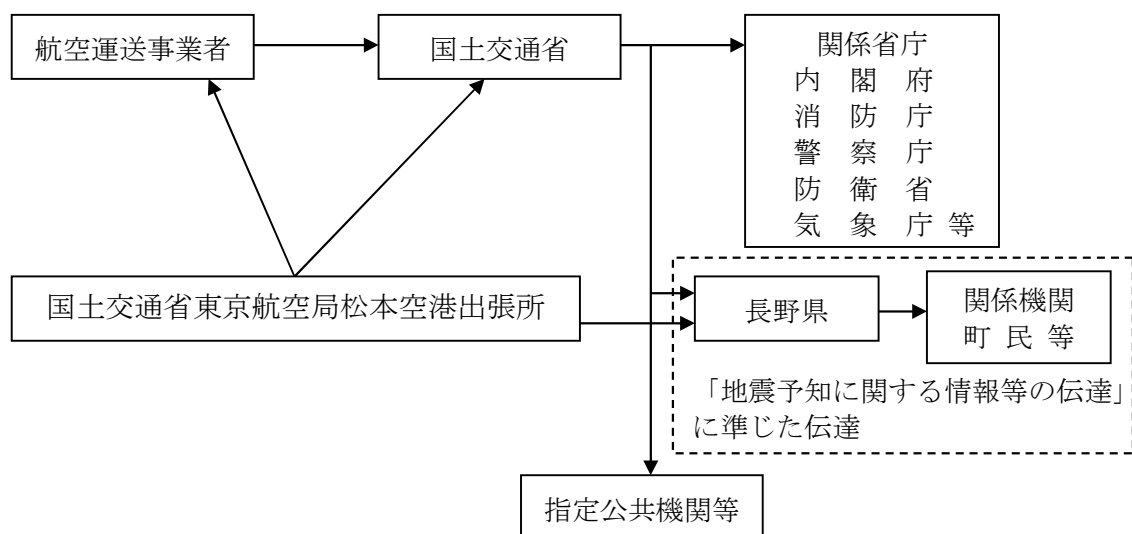 航空運送事業者
国土交通省
関係省庁
内　閣　府
消　防　庁
警　察　庁
防　衛　省
気　象　庁 等
国土交通省東京航空局松本空港出張所
長野県
関係機関
町 民 等
「地震予知に関する情報等の伝達」
に準じた伝達
指定公共機関等